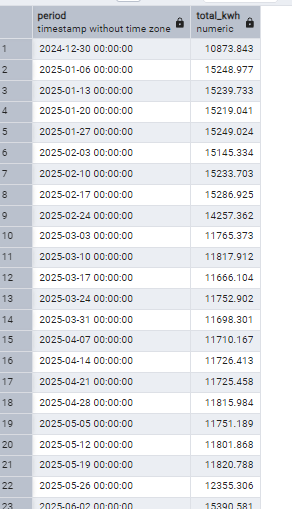 period total_kwh
timestamp without time zone numeric
1 2024-12-30 00:00:00 10873.843
2 2025-01-06 00:00:00 15248.977
3 2025-01-13 00:00:00 15239.733
4 2025-01-20 00:00:00 15219.041
5 2025-01-27 00:00:00 15249.024
6 2025-02-03 00:00:00 15145.334
7 2025-02-10 00:00:00 15233.703
8 2025-02-17 00:00:00 15286.925
9 2025-02-24 00:00:00 14257.362
10 2025-03-03 00:00:00 11765.373
11 2025-03-10 00:00:00 11817.912
12 2025-03-17 00:00:00 11666.104
13 2025-03-24 00:00:00 11752.902
14 2025-03-31 00:00:00 11698.301
15 2025-04-07 00:00:00 11710.167
16 2025-04-14 00:00:00 11726.413
17 2025-04-21 00:00:00 11725.458
18 2025-04-28 00:00:00 11815.984
19 2025-05-05 00:00:00 11751.189
20 2025-05-12 00:00:00 11801.868
21 2025-05-19 00:00:00 11820.788
22 2025-05-26 00:00:00 12355.306
23 2025-06-02 00:00:00 15390.581